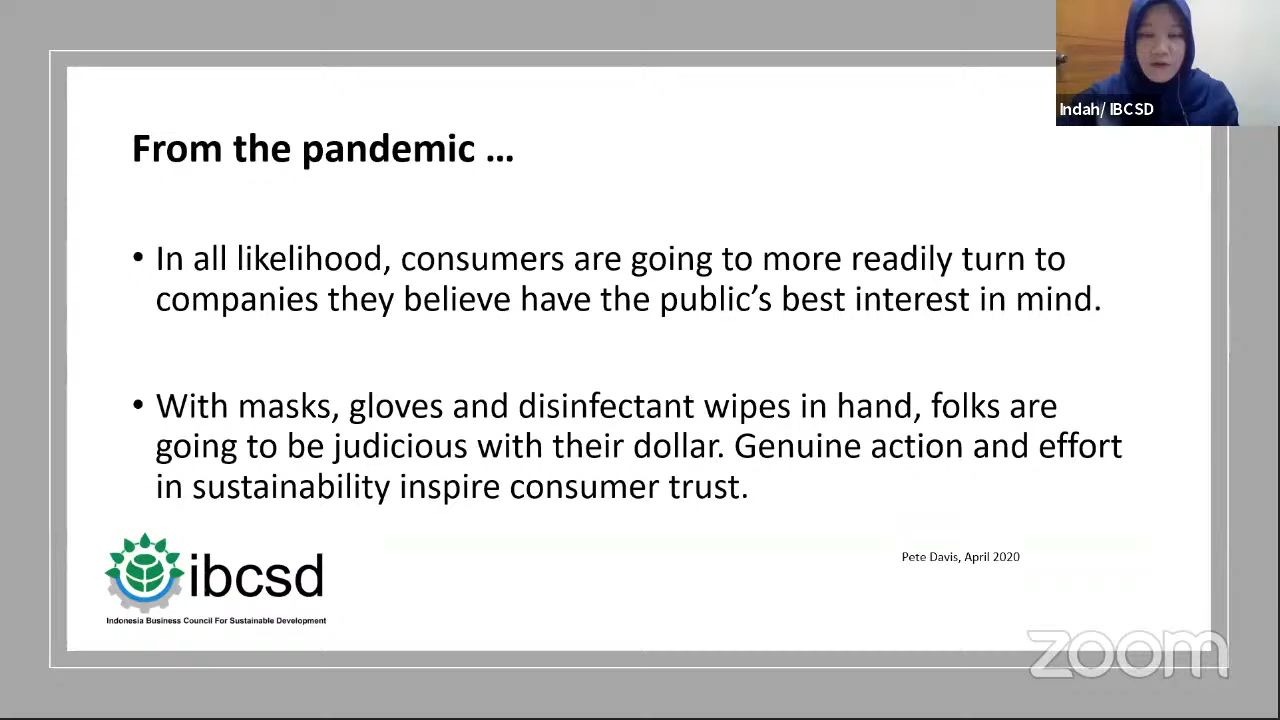 Indah/ IBCSD
From the pandemic …
• In all likelihood, consumers are going to more readily turn to
companies they believe have the public’s best interest in mind.
• With masks, gloves and disinfectant wipes in hand, folks are
going to be judicious with their dollar. Genuine action and effort
in sustainability inspire consumer trust.
Pete Davis, April 2020
ibcsd
Indonesia Business Council For Sustainable Development
zoom